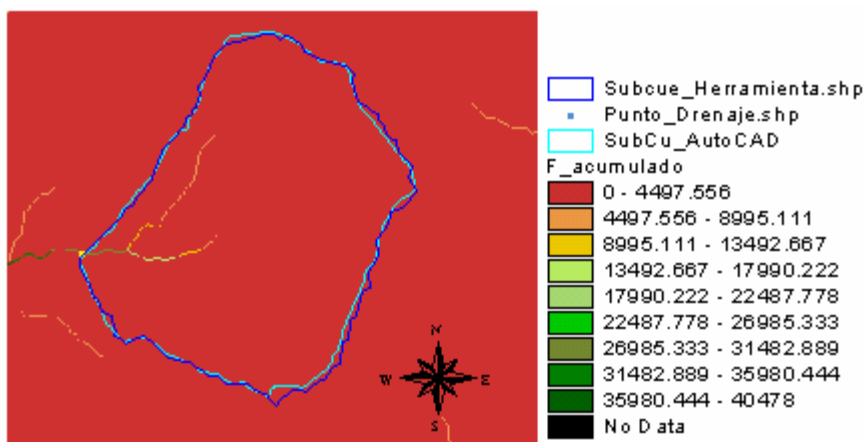 Subcue_Herramienta.shp
Punto_Drenaje.shp
SubCu_AutoCAD
F_acumulado
0 - 4497.556
4497.556 - 8995.111
8995.111 - 13492.667
13492.667 - 17990.222
17990.222 - 22487.778
22487.778 - 26985.333
26985.333 - 31482.889
31482.889 - 35980.444
35980.444 - 40478
No Data
N
W E
S